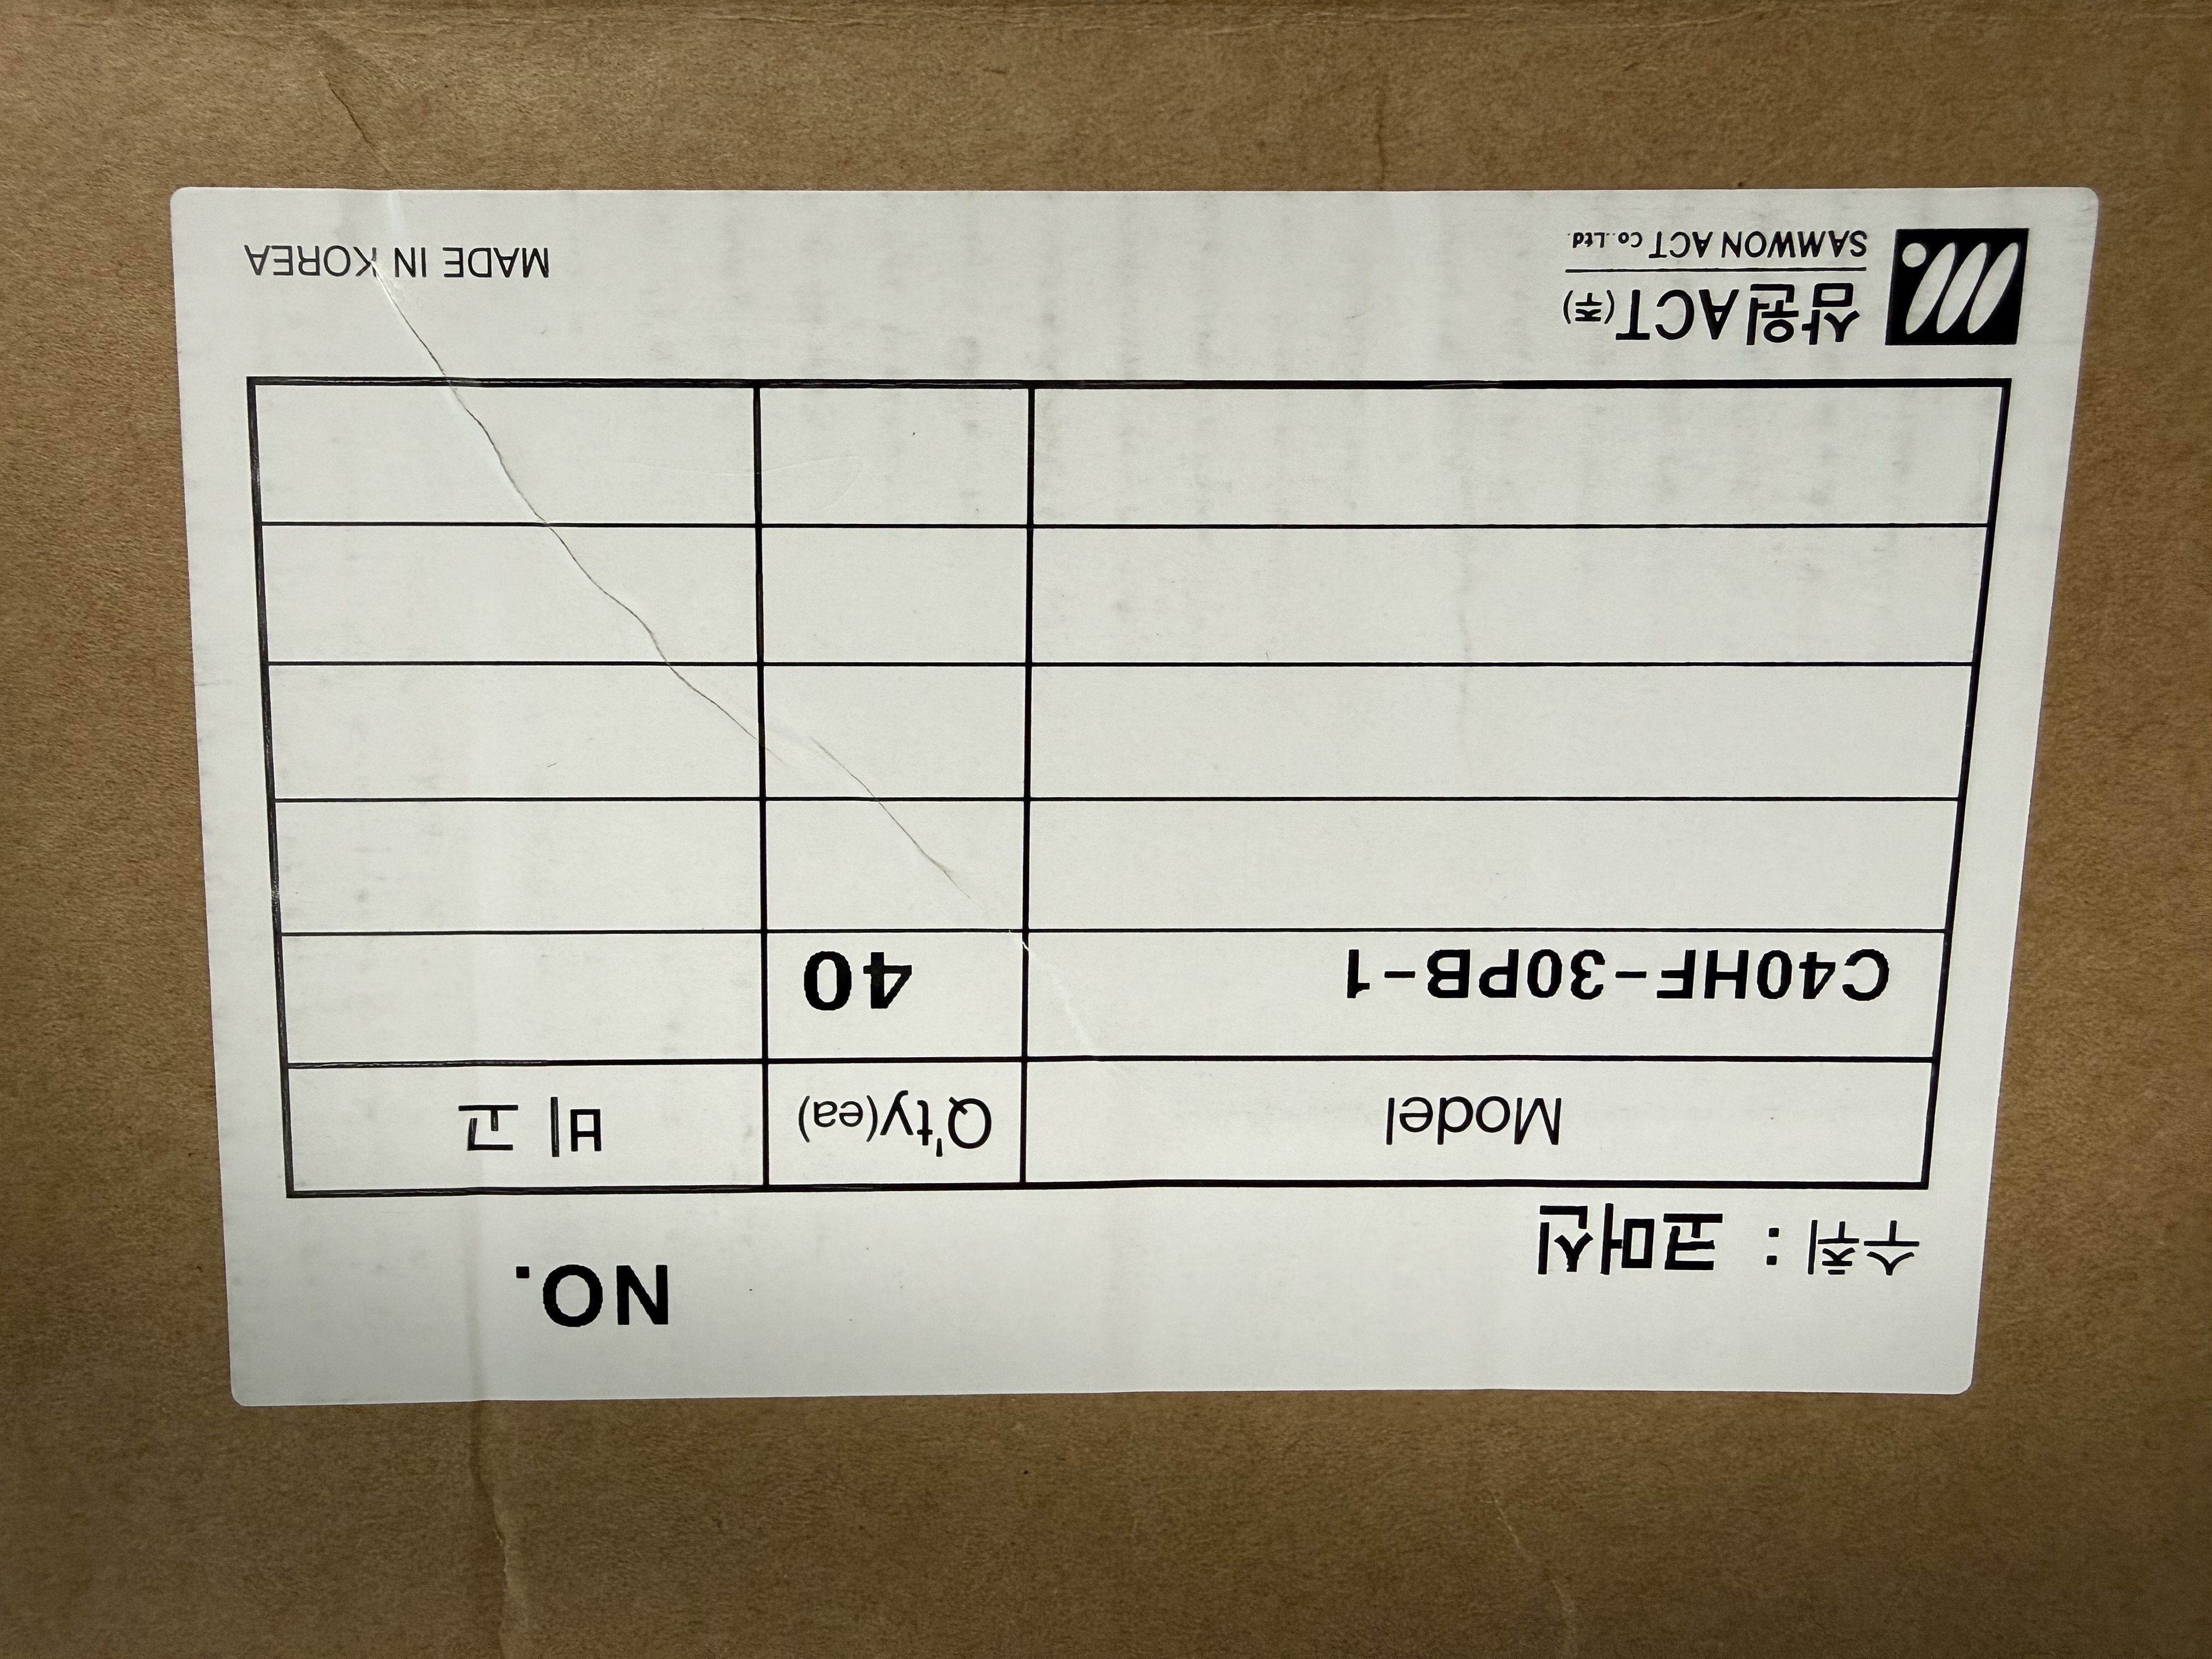 수취 : 코머신
NO.
Model Q'ty(ea) 비 고
C40HF-30PB-1 40
삼원ACT(주)
SAMWON ACT Co.,Ltd.
MADE IN KOREA